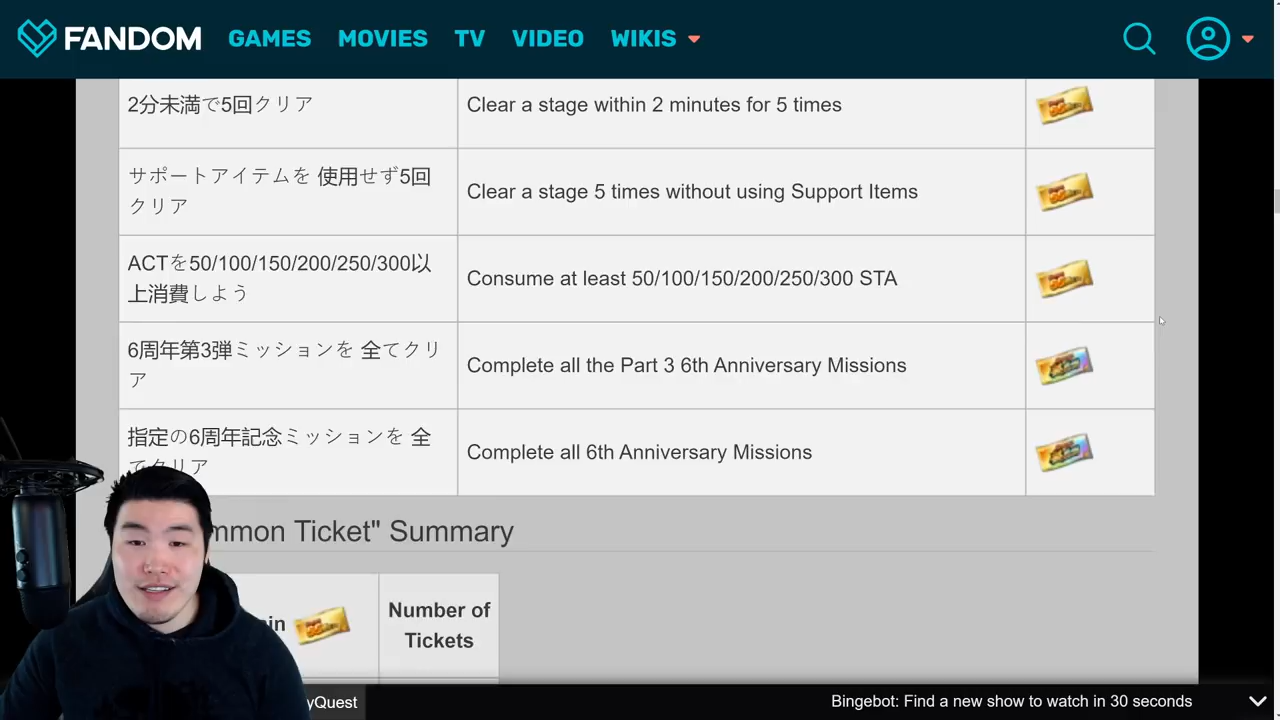 FANDOM GAMES MOVIES TV VIDEO WIKIS
2分未満で5回クリア
Clear a stage within 2 minutes for 5 times
サポートアイテムを 使用せず5回
クリア
Clear a stage 5 times without using Support Items
ACTを50/100/150/200/250/300以
上消費しよう
Consume at least 50/100/150/200/250/300 STA
6周年第3弾ミッションを 全てクリ
ア
Complete all the Part 3 6th Anniversary Missions
指定の6周年記念ミッションを 全
てクリア
Complete all 6th Anniversary Missions
Ticket" Summary
Number of
Tickets
Bingebot: Find a new show to watch in 30 seconds